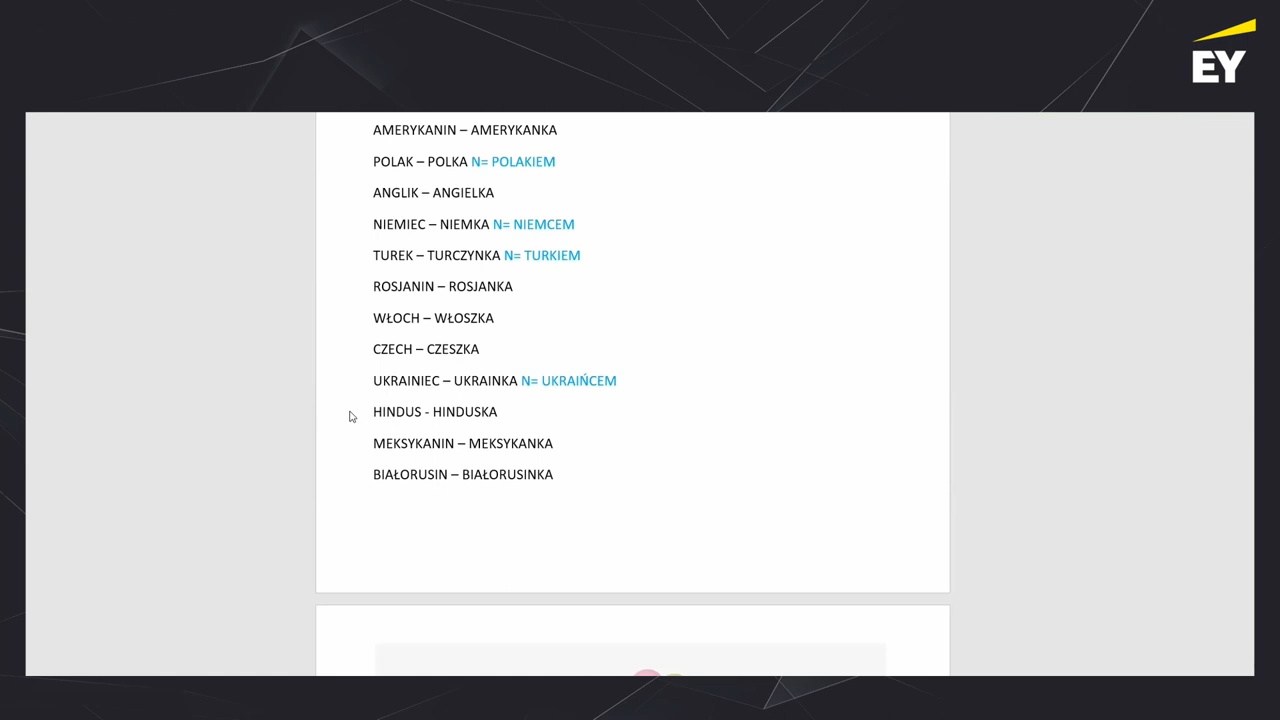 EY
AMERYKANIN – AMERYKANKA
POLAK – POLKA N= POLAKIEM
ANGLIK – ANGIELKA
NIEMIEC – NIEMKA N= NIEMCEM
TUREK – TURCZYNKA N= TURKIEM
ROSJANIN – ROSJANKA
WŁOCH – WŁOSZKA
CZECH – CZESZKA
UKRAINIEC – UKRAINKA N= UKRAIŃCEM
HINDUS - HINDUSKA
MEKSYKANIN – MEKSYKANKA
BIAŁORUSIN – BIAŁORUSINKA